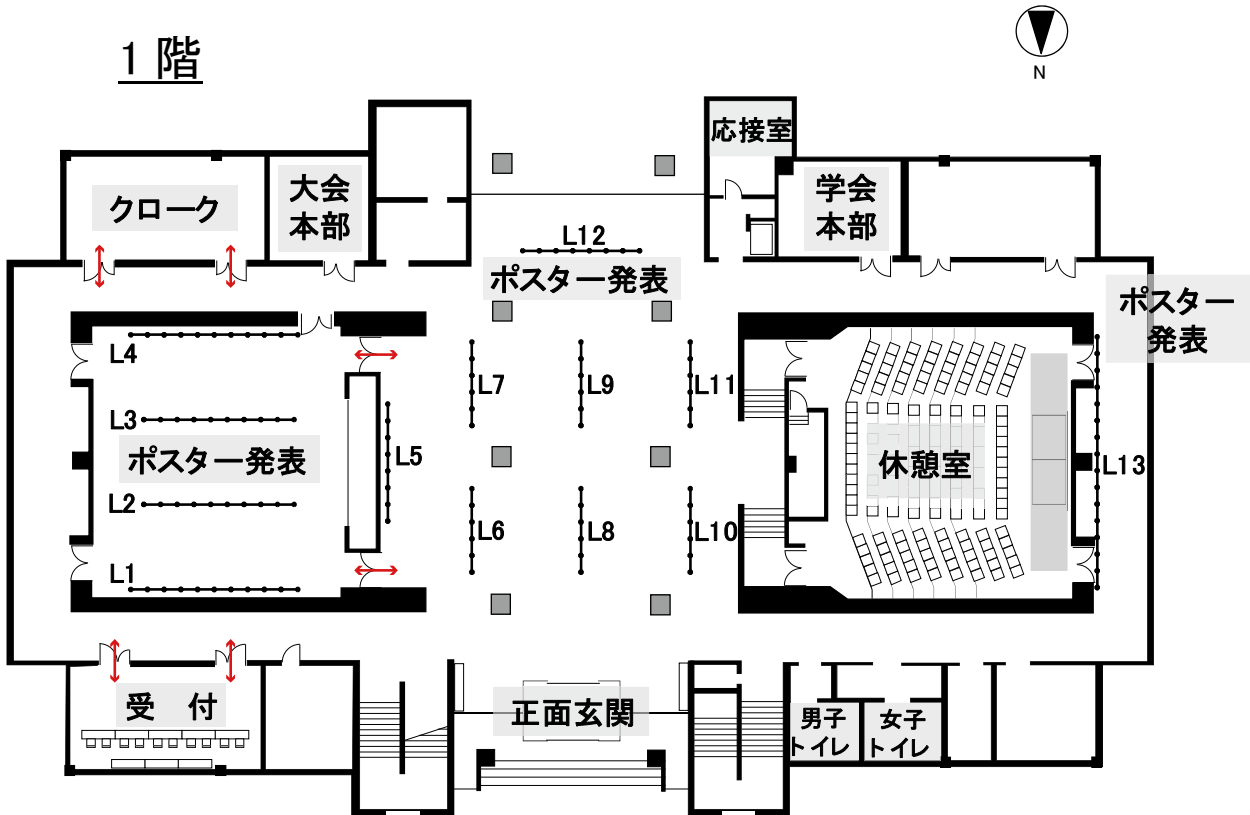 1階
N
応接室
クローク
大会
本部
学会
本部
L12
ポスター発表
ポスター
発表
L4
L7
L9
L11
L3
ポスター発表
L5
休憩室
L13
L2
L6
L8
L10
L1
受 付
正面玄関
男子
トイレ
女子
トイレ